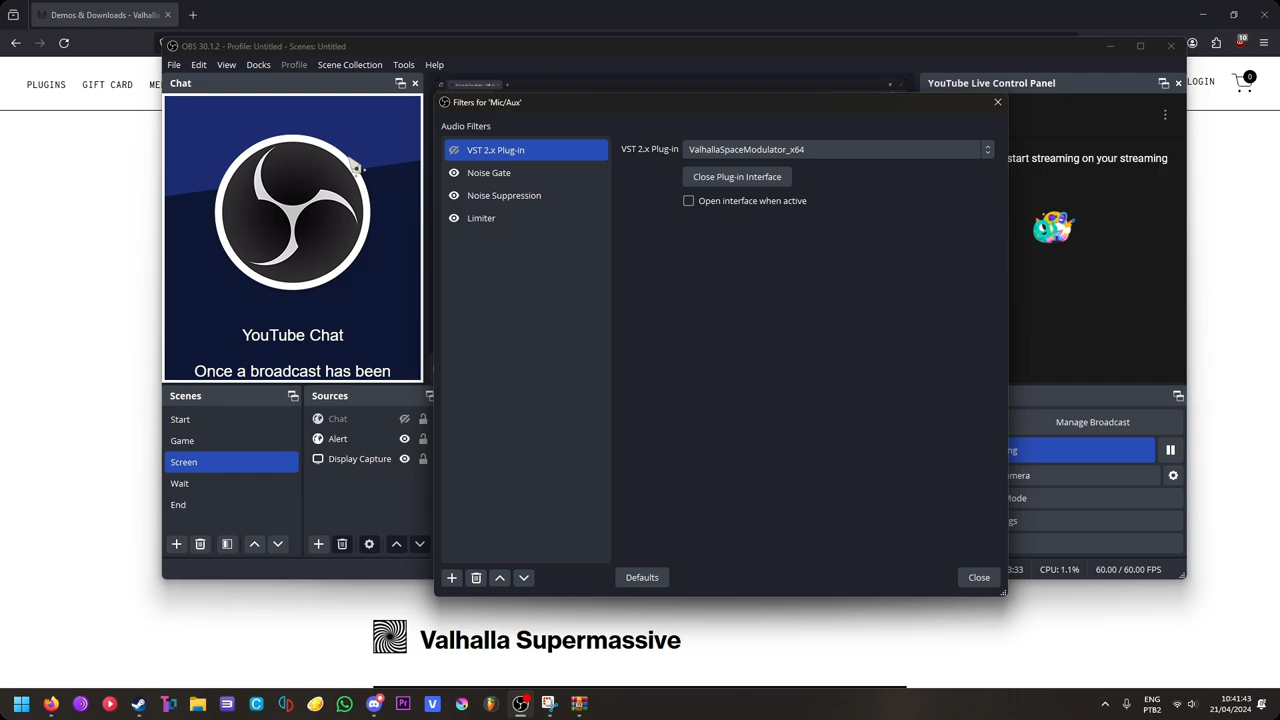 Demos & Downloads - Valhalla
OBS 30.1.2 - Profile: Untitled - Scenes: Untitled
File Edit View Docks Profile Scene Collection Tools Help
10
PLUGINS GIFT CARD
LOGIN 0
Chat
YouTube Live Control Panel
Filters for 'Mic/Aux'
Audio Filters
VST 2.x Plug-in
Noise Gate
Noise Suppression
Limiter
VST 2.x Plug-in ValhallaSpaceModulator_x64
Close Plug-in Interface
Open interface when active
start streaming on your streaming
YouTube Chat
Once a broadcast has been
Scenes
Start
Game
Screen
Wait
End
Sources
Chat
Alert
Display Capture
Manage Broadcast
Defaults
Close
3:33 CPU: 1.1% 60.00 / 60.00 FPS
Valhalla Supermassive
ENG
PTB2
10:41:43
21/04/2024